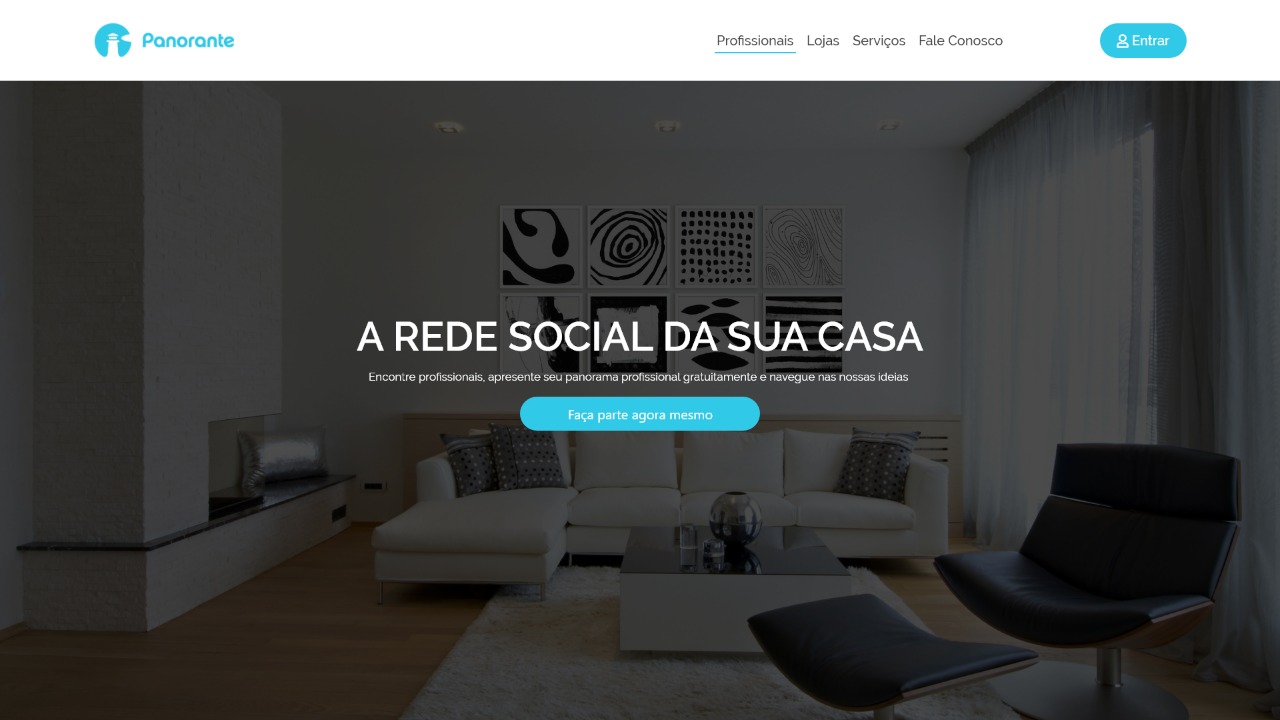 Panorante
Profissionais Lojas Serviços Fale Conosco
Entrar
A REDE SOCIAL DA SUA CASA
Encontre profissionais, apresente seu panorama profissional gratuitamente e navegue nas nossas ideias
Faça parte agora mesmo